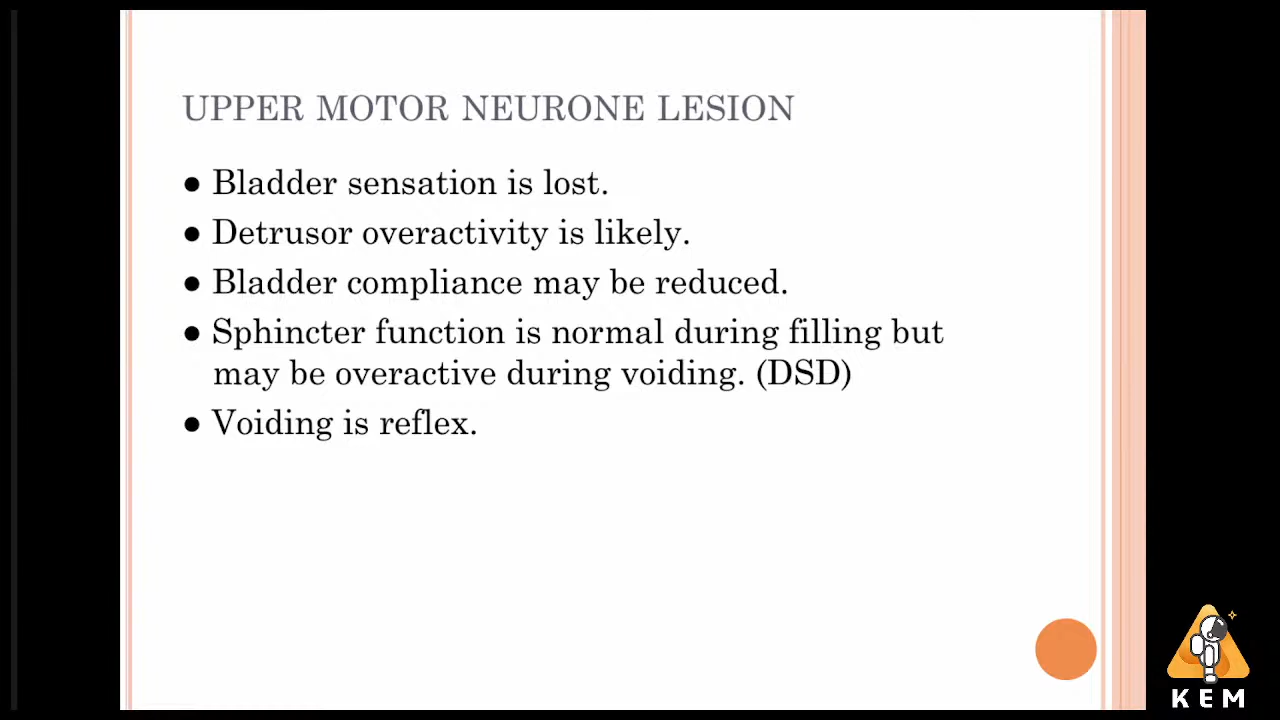 UPPER MOTOR NEURONE LESION
● Bladder sensation is lost.
● Detrusor overactivity is likely.
● Bladder compliance may be reduced.
● Sphincter function is normal during filling but
may be overactive during voiding. (DSD)
● Voiding is reflex.
KEM